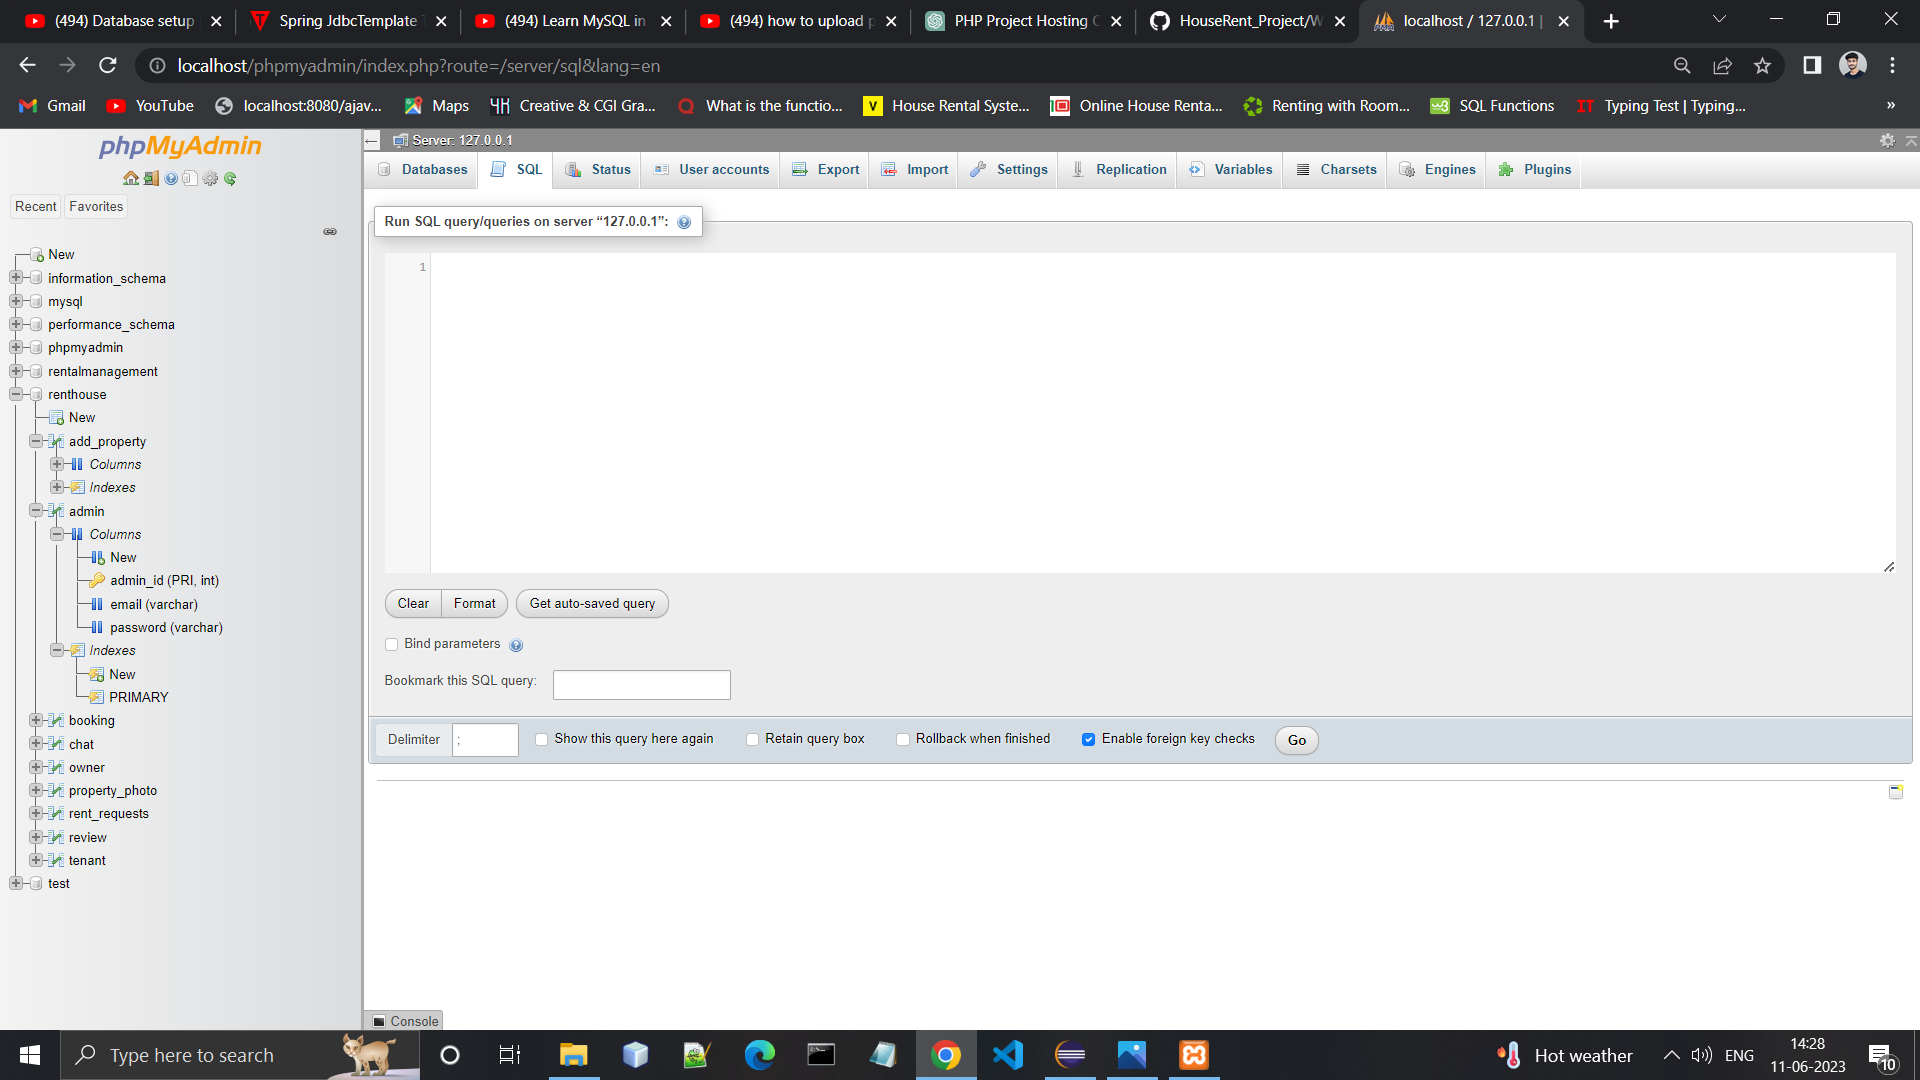 (494) Database setup
Spring JdbcTemplate T
(494) Learn MySQL in
(494) how to upload p
PHP Project Hosting C
HouseRent_Project/W
localhost / 127.0.0.1 |
localhost/phpmyadmin/index.php?route=/server/sql&lang=en
Gmail
YouTube
localhost:8080/ajav...
Maps
Creative & CGI Gra...
What is the functio...
House Rental Syste...
Online House Renta...
Renting with Room...
SQL Functions
Typing Test | Typing...
»
phpMyAdmin
Recent
Favorites
New
information_schema
mysql
performance_schema
phpmyadmin
rentalmanagement
renthouse
New
add_property
Columns
Indexes
admin
Columns
New
admin_id (PRI, int)
email (varchar)
password (varchar)
Indexes
New
PRIMARY
booking
chat
owner
property_photo
rent_requests
review
tenant
test
Server: 127.0.0.1
Databases
SQL
Status
User accounts
Export
Import
Settings
Replication
Variables
Charsets
Engines
Plugins
Run SQL query/queries on server “127.0.0.1”:
1
Clear
Format
Get auto-saved query
Bind parameters
Bookmark this SQL query:
Delimiter
;
Show this query here again
Retain query box
Rollback when finished
Enable foreign key checks
Go
Console
Type here to search
Hot weather
ENG
14:28
11-06-2023
10